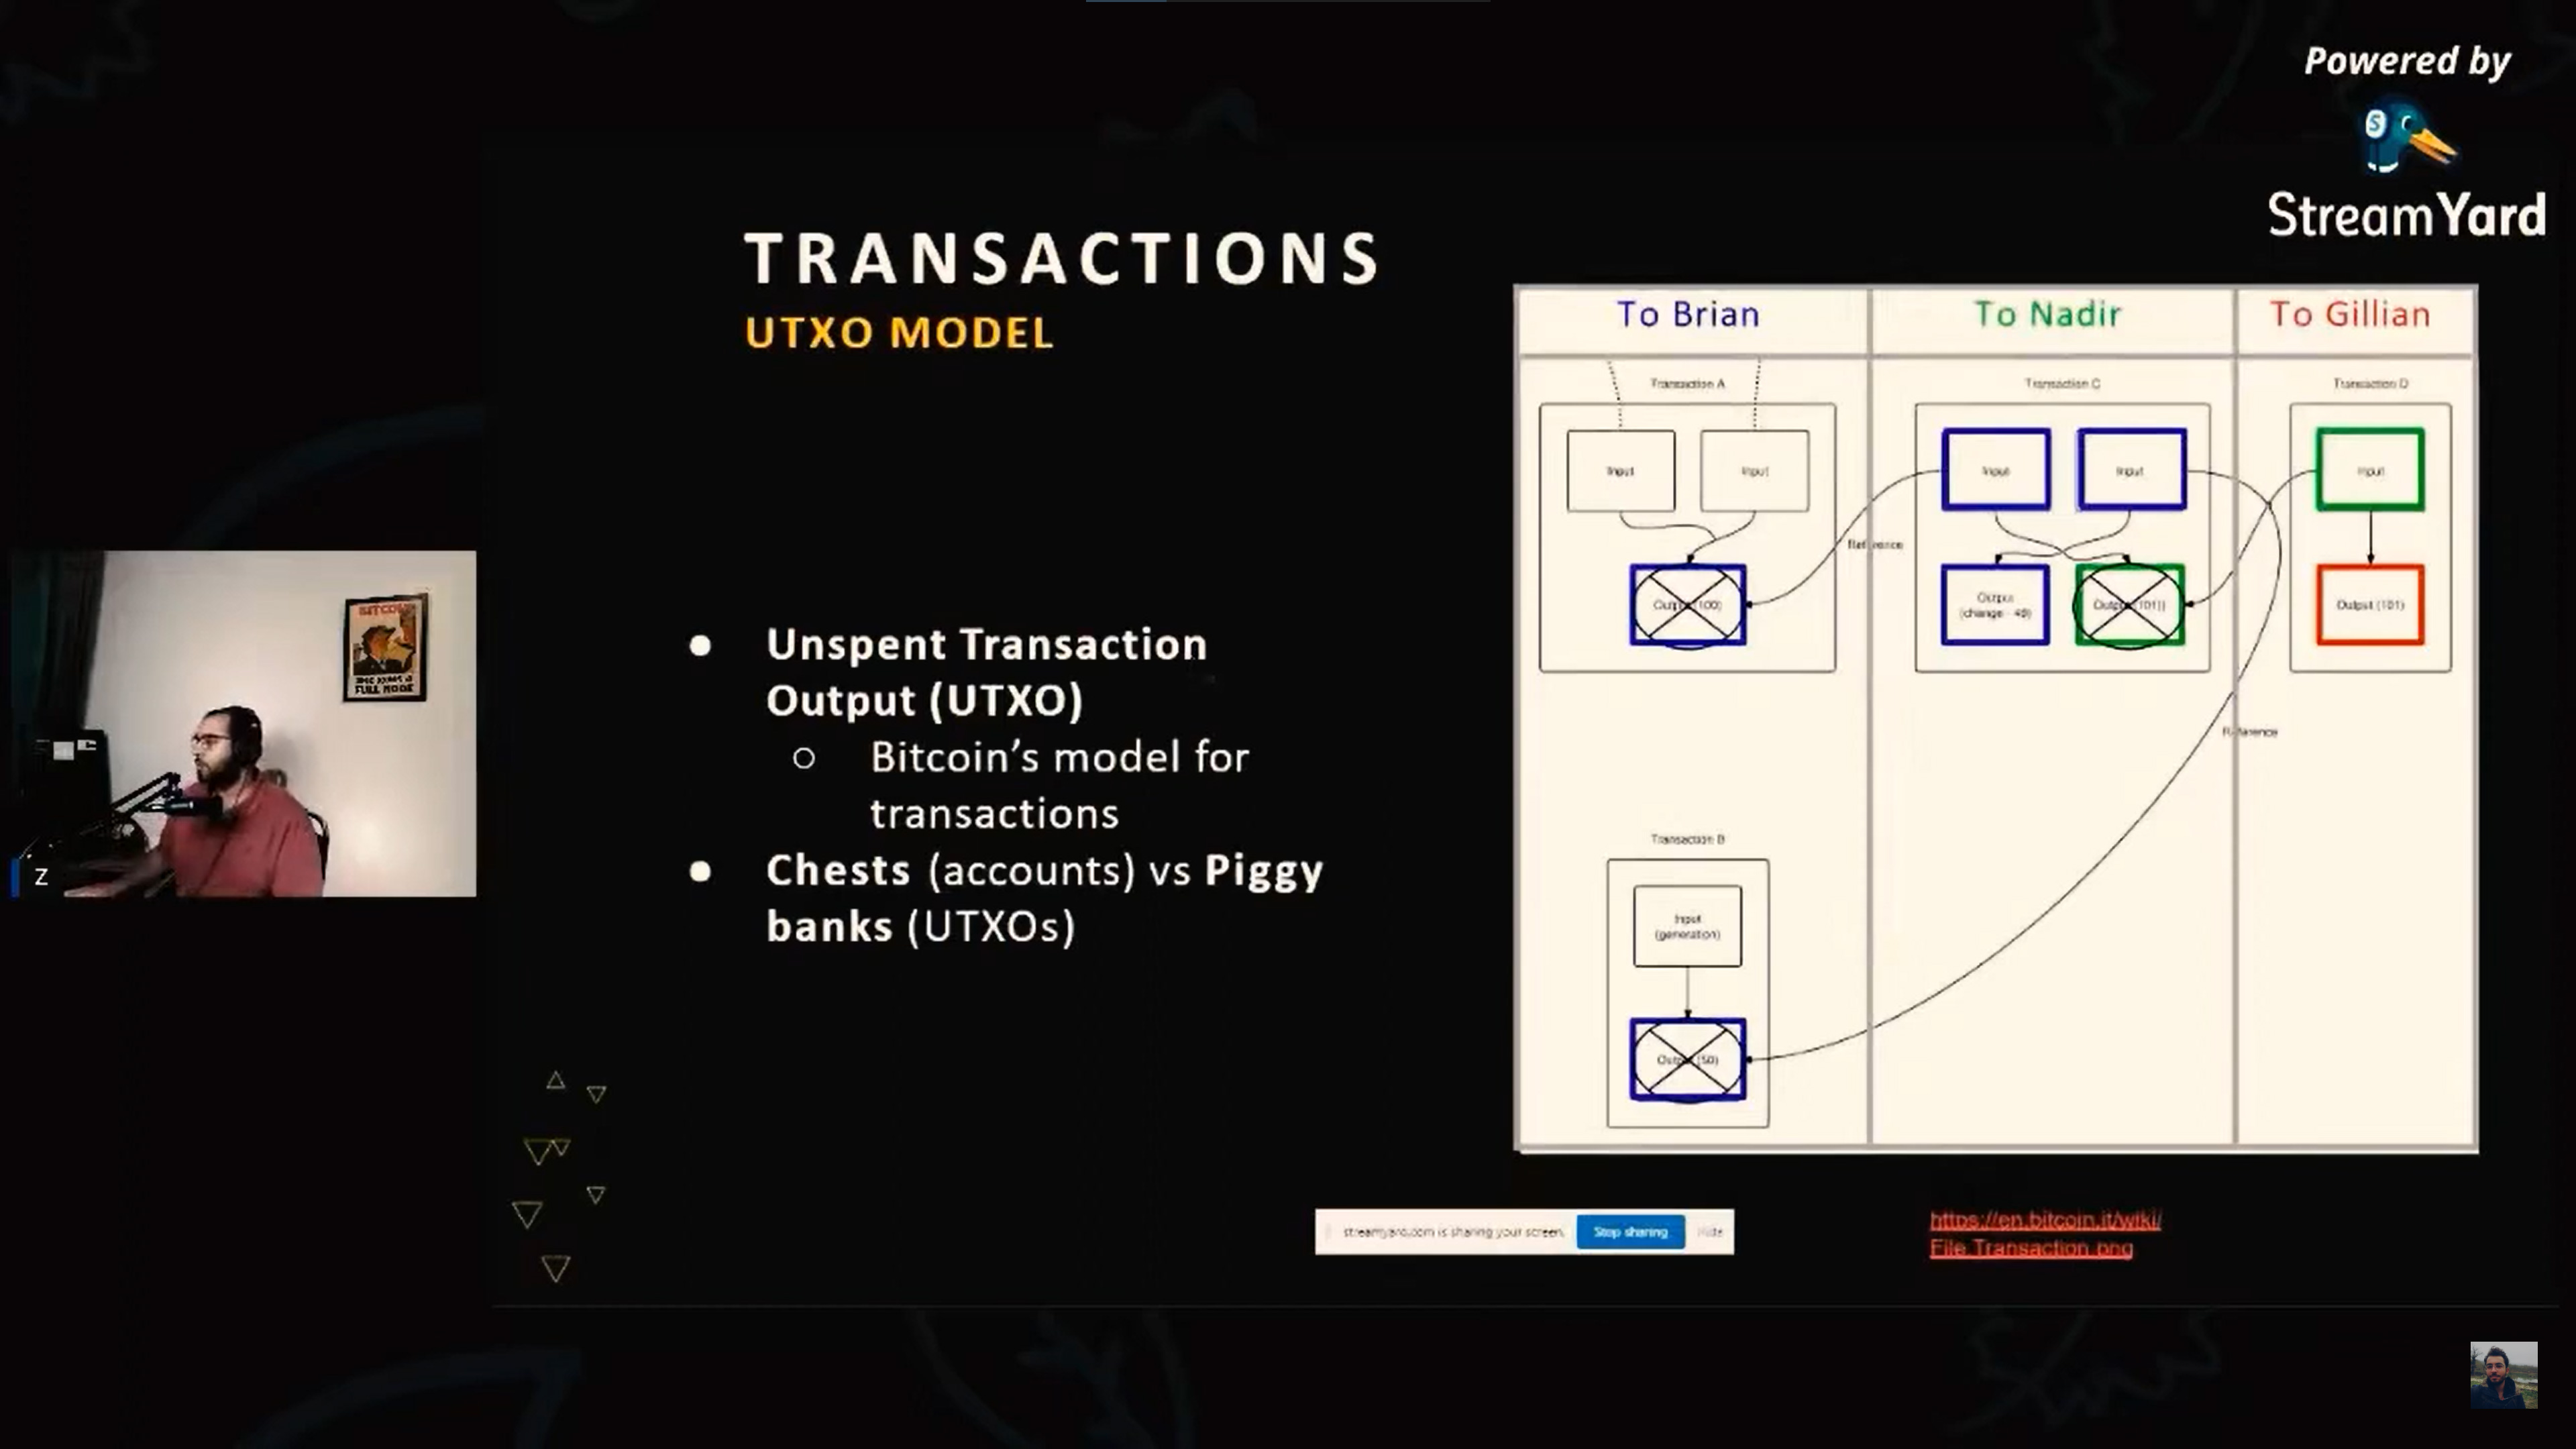 Powered by
StreamYard
TRANSACTIONS
UTXO MODEL
Unspent Transaction
Output (UTXO)
Bitcoin's model for
transactions
Chests (accounts) vs Piggy
banks (UTXOs)
To Brian
To Nadir
To Gillian
Transaction A
Transaction C
Transaction D
Input
Input
Input
Input
Input
Reference
Output (100)
Output
(change - 49)
Output (101)
Output (101)
Reference
Transaction B
Input
(generation)
Output (50)
BITCOIN
FULL NODE
Z
streamyard.com is sharing your screen.
Stop sharing
Hide
https://en.bitcoin.it/wiki/
File:Transaction.png